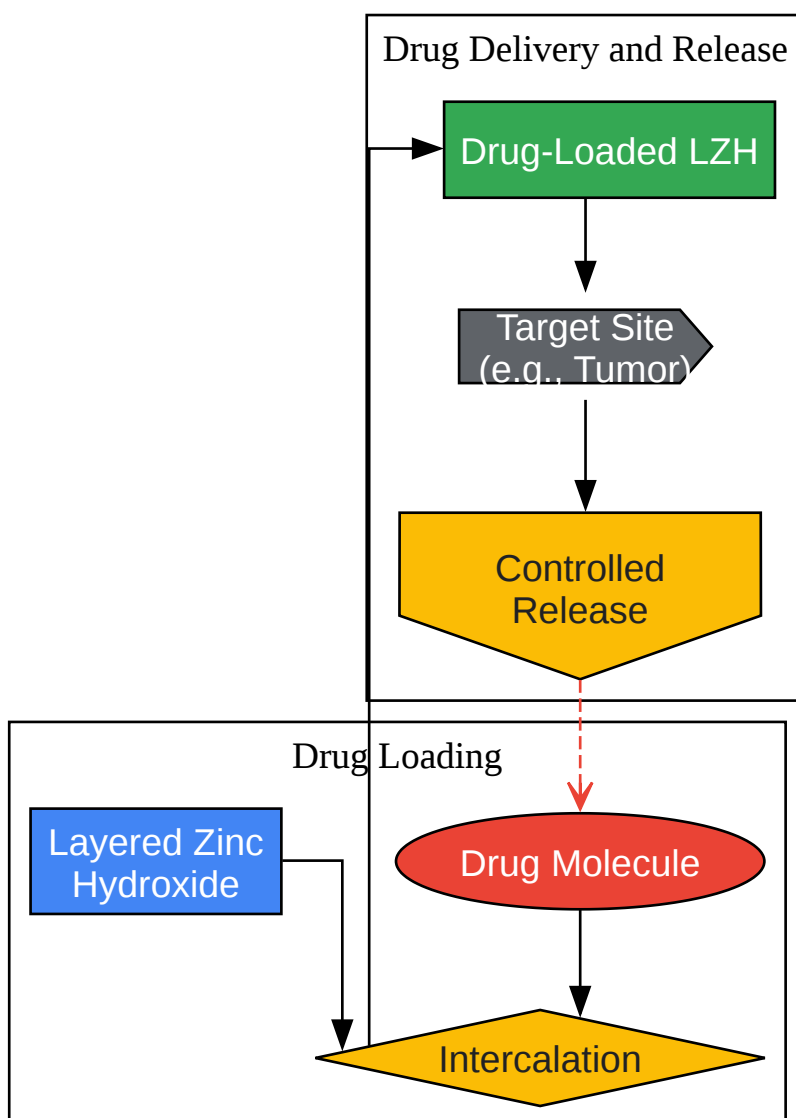 Drug Delivery and Release
Drug-Loaded LZH
Target Site
(e.g., Tumor)
Controlled
Release
Drug Loading
Layered Zinc
Hydroxide
Drug Molecule
Intercalation